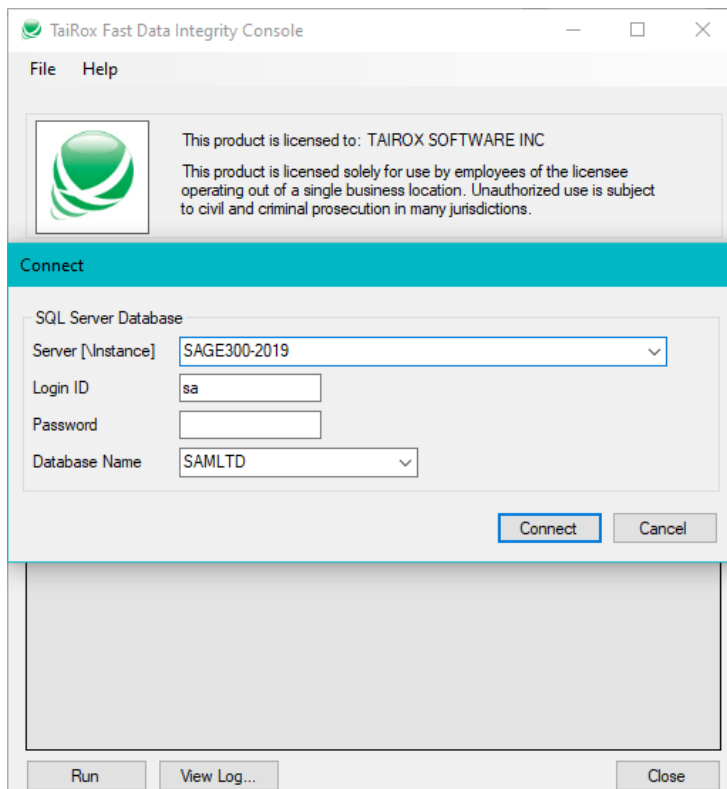 TaiRox Fast Data Integrity Console
File Help
This product is licensed to: TAIROX SOFTWARE INC
This product is licensed solely for use by employees of the licensee
operating out of a single business location. Unauthorized use is subject
to civil and criminal prosecution in many jurisdictions.
Connect
SQL Server Database
Server [\Instance] SAGE300-2019
Login ID sa
Password
Database Name SAMLTD
Connect Cancel
Run View Log... Close